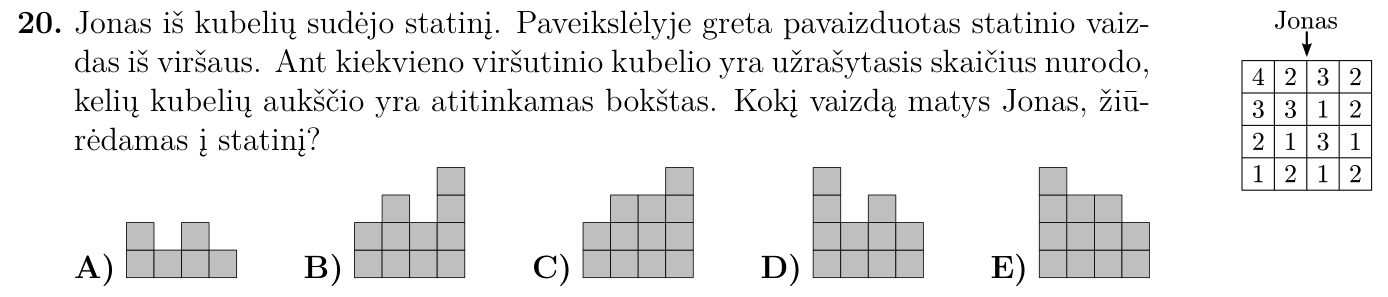 20. Jonas iš kubelių sudėjo statinį. Paveikslėlyje greta pavaizduotas statinio vaiz-
das iš viršaus. Ant kiekvieno viršutinio kubelio yra užrašytasis skaičius nurodo,
kelių kubelių aukščio yra atitinkamas bokštas. Kokį vaizdą matys Jonas, žiū-
rėdamas į statinį?
Jonas
4 2 3 2
3 3 1 2
2 1 3 1
1 2 1 2
A) B) C) D) E)